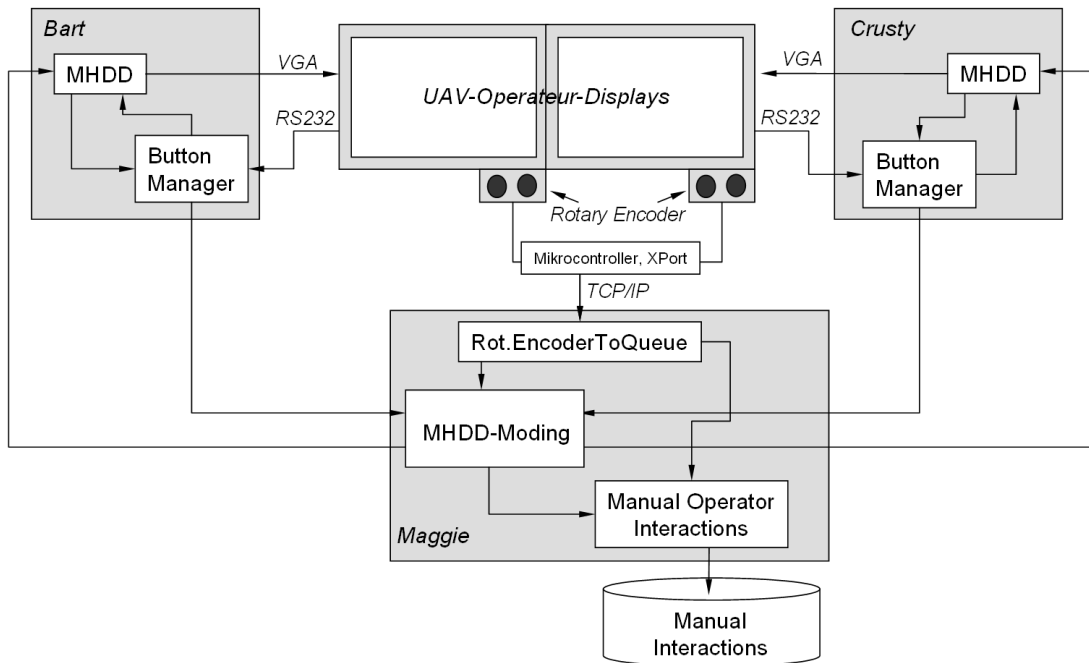 Bart
MHDD
Button
Manager
VGA
RS232
UAV-Operateur-Displays
VGA
RS232
Crusty
MHDD
Button
Manager
Rotary Encoder
Mikrocontroller, XPort
TCP/IP
Rot.EncoderToQueue
MHDD-Moding
Manual Operator
Interactions
Maggie
Manual
Interactions